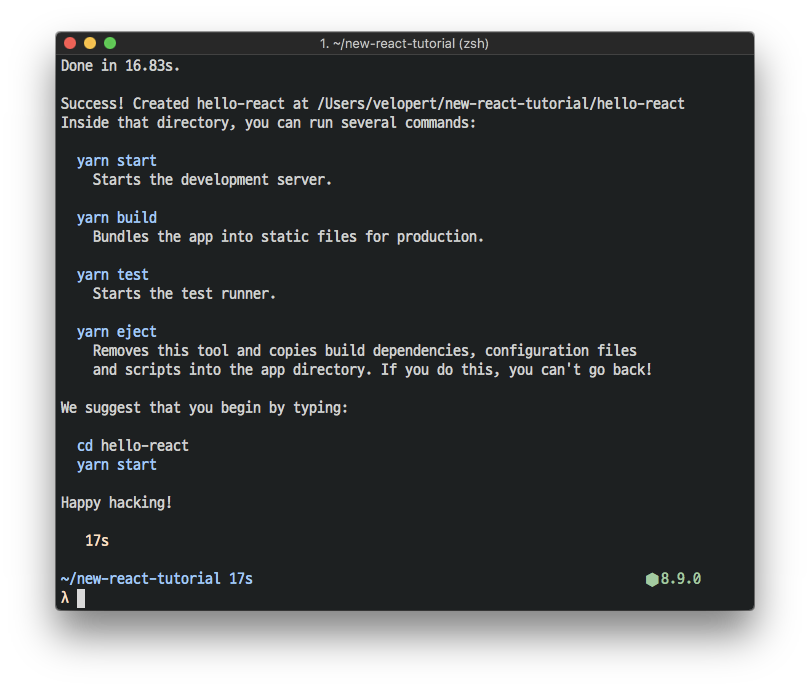 1. ~/new-react-tutorial (zsh)
Done in 16.83s.
Success! Created hello-react at /Users/velopert/new-react-tutorial/hello-react
Inside that directory, you can run several commands:
yarn start
Starts the development server.
yarn build
Bundles the app into static files for production.
yarn test
Starts the test runner.
yarn eject
Removes this tool and copies build dependencies, configuration files
and scripts into the app directory. If you do this, you can't go back!
We suggest that you begin by typing:
cd hello-react
yarn start
Happy hacking!
17s
~/new-react-tutorial 17s ⬢8.9.0
λ